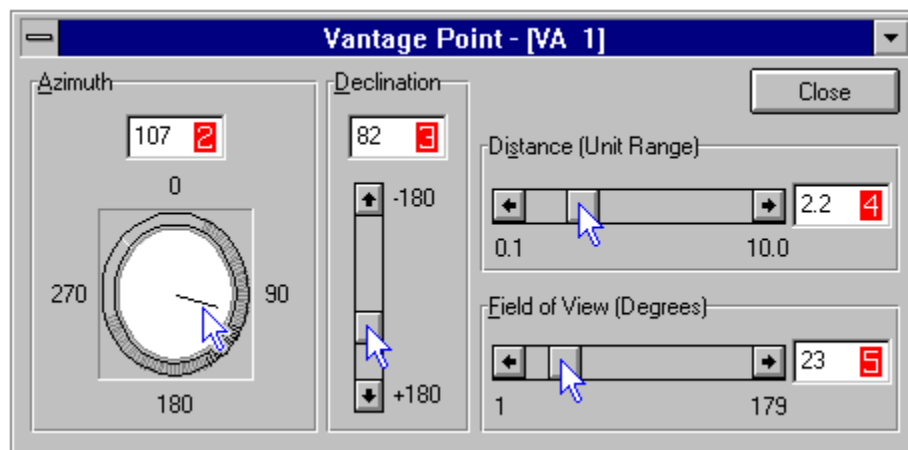 Vantage Point - [VA 1]
Azimuth
107 2
0
270
90
180
Declination
82 3
-180
+180
Close
Distance (Unit Range)
2.2 4
0.1
10.0
Field of View (Degrees)
23 5
1
179